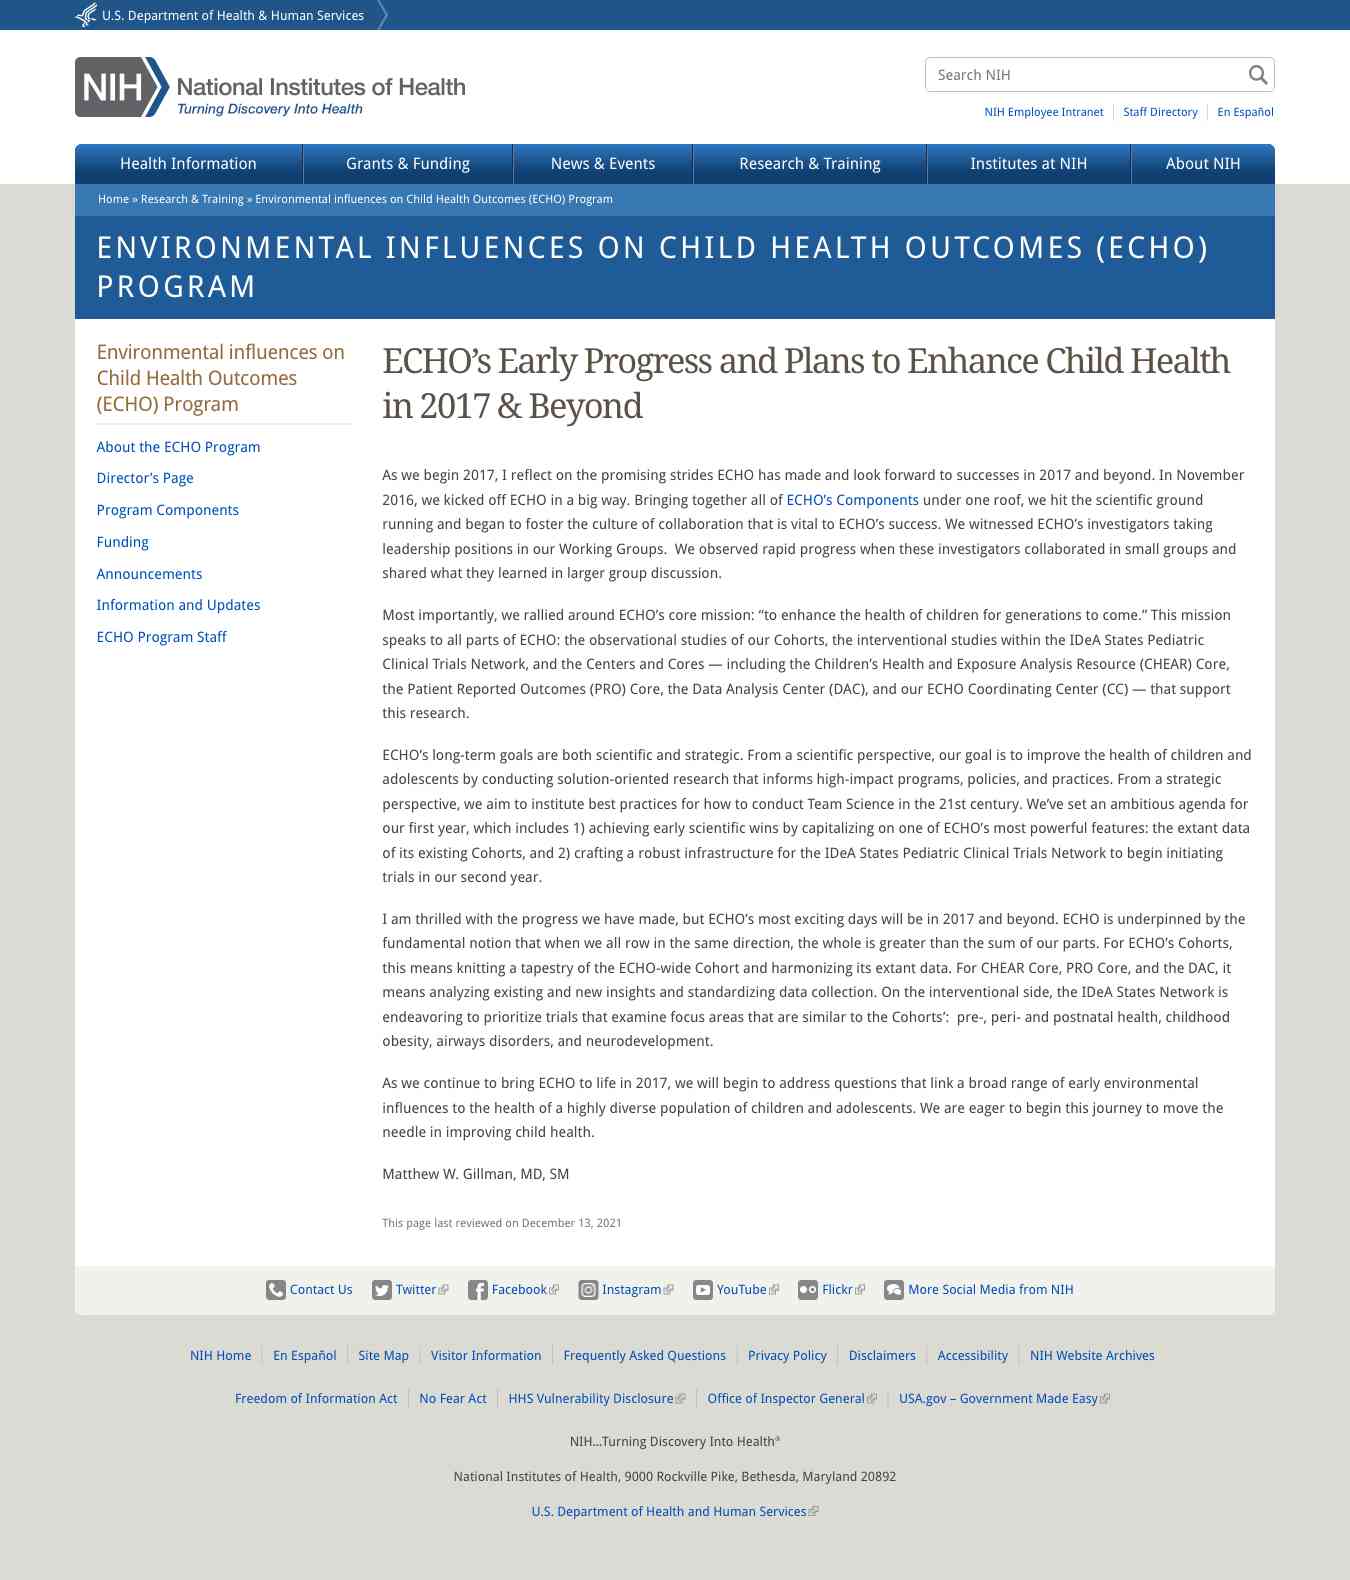 U.S. Department of Health & Human Services
NIH National Institutes of Health
Turning Discovery Into Health
Search NIH
NIH Employee Intranet Staff Directory En Español
Health Information Grants & Funding News & Events Research & Training Institutes at NIH About NIH
Home » Research & Training » Environmental influences on Child Health Outcomes (ECHO) Program
ENVIRONMENTAL INFLUENCES ON CHILD HEALTH OUTCOMES (ECHO)
PROGRAM
Environmental influences on
Child Health Outcomes
(ECHO) Program
About the ECHO Program
Director’s Page
Program Components
Funding
Announcements
Information and Updates
ECHO Program Staff
ECHO’s Early Progress and Plans to Enhance Child Health
in 2017 & Beyond
As we begin 2017, I reflect on the promising strides ECHO has made and look forward to successes in 2017 and beyond. In November
2016, we kicked off ECHO in a big way. Bringing together all of ECHO’s Components under one roof, we hit the scientific ground
running and began to foster the culture of collaboration that is vital to ECHO’s success. We witnessed ECHO’s investigators taking
leadership positions in our Working Groups.  We observed rapid progress when these investigators collaborated in small groups and
shared what they learned in larger group discussion.
Most importantly, we rallied around ECHO’s core mission: “to enhance the health of children for generations to come.” This mission
speaks to all parts of ECHO: the observational studies of our Cohorts, the interventional studies within the IDeA States Pediatric
Clinical Trials Network, and the Centers and Cores — including the Children’s Health and Exposure Analysis Resource (CHEAR) Core,
the Patient Reported Outcomes (PRO) Core, the Data Analysis Center (DAC), and our ECHO Coordinating Center (CC) — that support
this research.
ECHO’s long-term goals are both scientific and strategic. From a scientific perspective, our goal is to improve the health of children and
adolescents by conducting solution-oriented research that informs high-impact programs, policies, and practices. From a strategic
perspective, we aim to institute best practices for how to conduct Team Science in the 21st century. We’ve set an ambitious agenda for
our first year, which includes 1) achieving early scientific wins by capitalizing on one of ECHO’s most powerful features: the extant data
of its existing Cohorts, and 2) crafting a robust infrastructure for the IDeA States Pediatric Clinical Trials Network to begin initiating
trials in our second year.
I am thrilled with the progress we have made, but ECHO’s most exciting days will be in 2017 and beyond. ECHO is underpinned by the
fundamental notion that when we all row in the same direction, the whole is greater than the sum of our parts. For ECHO’s Cohorts,
this means knitting a tapestry of the ECHO-wide Cohort and harmonizing its extant data. For CHEAR Core, PRO Core, and the DAC, it
means analyzing existing and new insights and standardizing data collection. On the interventional side, the IDeA States Network is
endeavoring to prioritize trials that examine focus areas that are similar to the Cohorts’:  pre-, peri- and postnatal health, childhood
obesity, airways disorders, and neurodevelopment.
As we continue to bring ECHO to life in 2017, we will begin to address questions that link a broad range of early environmental
influences to the health of a highly diverse population of children and adolescents. We are eager to begin this journey to move the
needle in improving child health.
Matthew W. Gillman, MD, SM
This page last reviewed on December 13, 2021
Contact Us Twitter Facebook Instagram YouTube Flickr More Social Media from NIH
NIH Home En Español Site Map Visitor Information Frequently Asked Questions Privacy Policy Disclaimers Accessibility NIH Website Archives
Freedom of Information Act No Fear Act HHS Vulnerability Disclosure Office of Inspector General USA.gov – Government Made Easy
NIH…Turning Discovery Into Health®
National Institutes of Health, 9000 Rockville Pike, Bethesda, Maryland 20892
U.S. Department of Health and Human Services